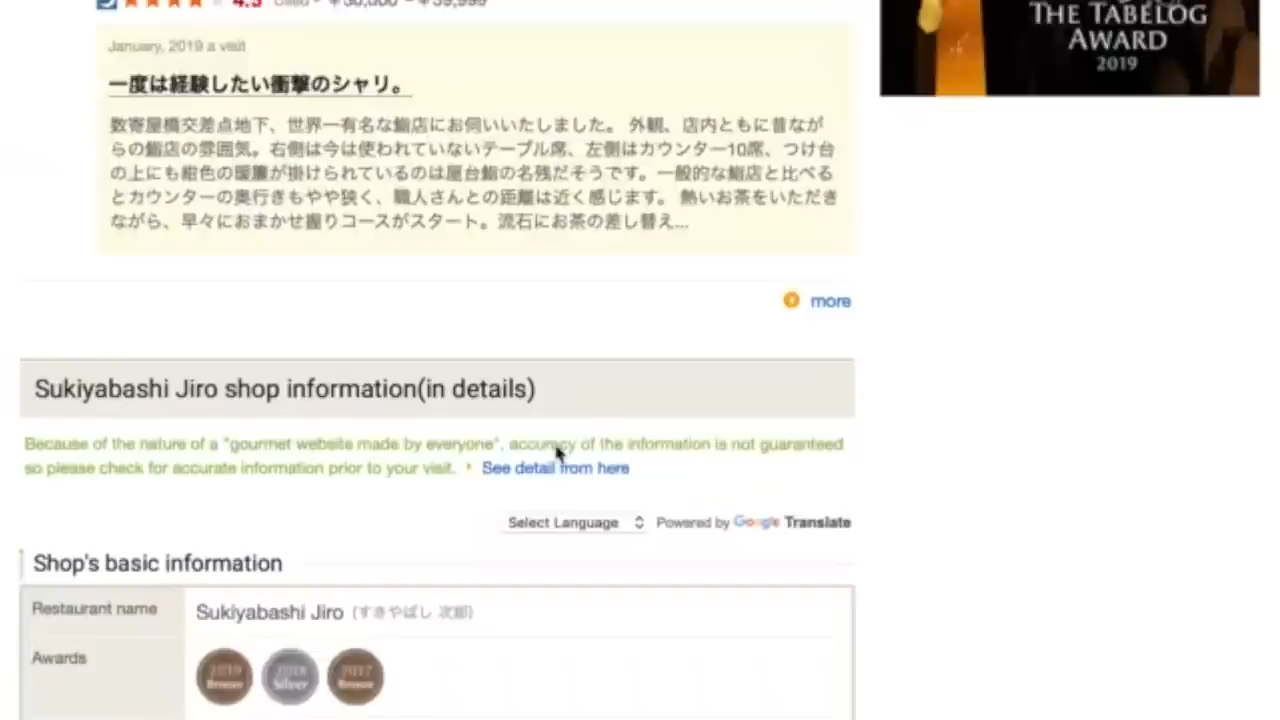 4.5 Used ¥30,000～¥39,999
THE TABELOG
AWARD
2019
January, 2019 a visit
一度は経験したい衝撃のシャリ。
数寄屋橋交差点地下、世界一有名な鮨店にお伺いいたしました。 外観、店内ともに昔なが
らの鮨店の雰囲気。右側は今は使われていないテーブル席、左側はカウンター10席、つけ台
の上にも紺色の暖簾が掛けられているのは屋台鮨の名残だそうです。一般的な鮨店と比べる
とカウンターの奥行きもやや狭く、職人さんとの距離は近く感じます。 熱いお茶をいただき
ながら、早々におまかせ握りコースがスタート。流石にお茶の差し替え...
more
Sukiyabashi Jiro shop information(in details)
Because of the nature of a "gourmet website made by everyone", accuracy of the information is not guaranteed
so please check for accurate information prior to your visit. See detail from here
Select Language Powered by Google Translate
Shop's basic information
Restaurant name Sukiyabashi Jiro (すきやばし 次郎)
Awards
2019 Bronze 2018 Silver 2017 Bronze